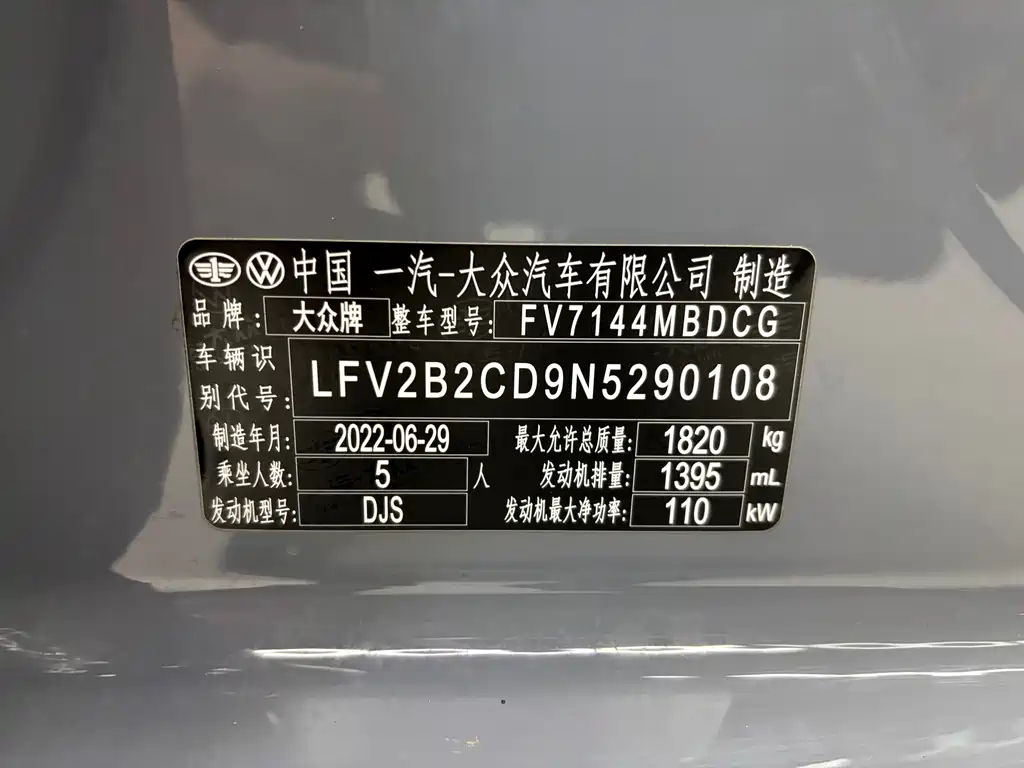 中国 一汽-大众汽车有限公司 制造
品牌: 大众牌 整车型号: FV7144MBDCG
车辆识别代号: LFV2B2CD9N5290108
制造年月: 2022-06-29 最大允许总质量: 1820 kg
乘坐人数: 5 人 发动机排量: 1395 mL
发动机型号: DJS 发动机最大净功率: 110 kW